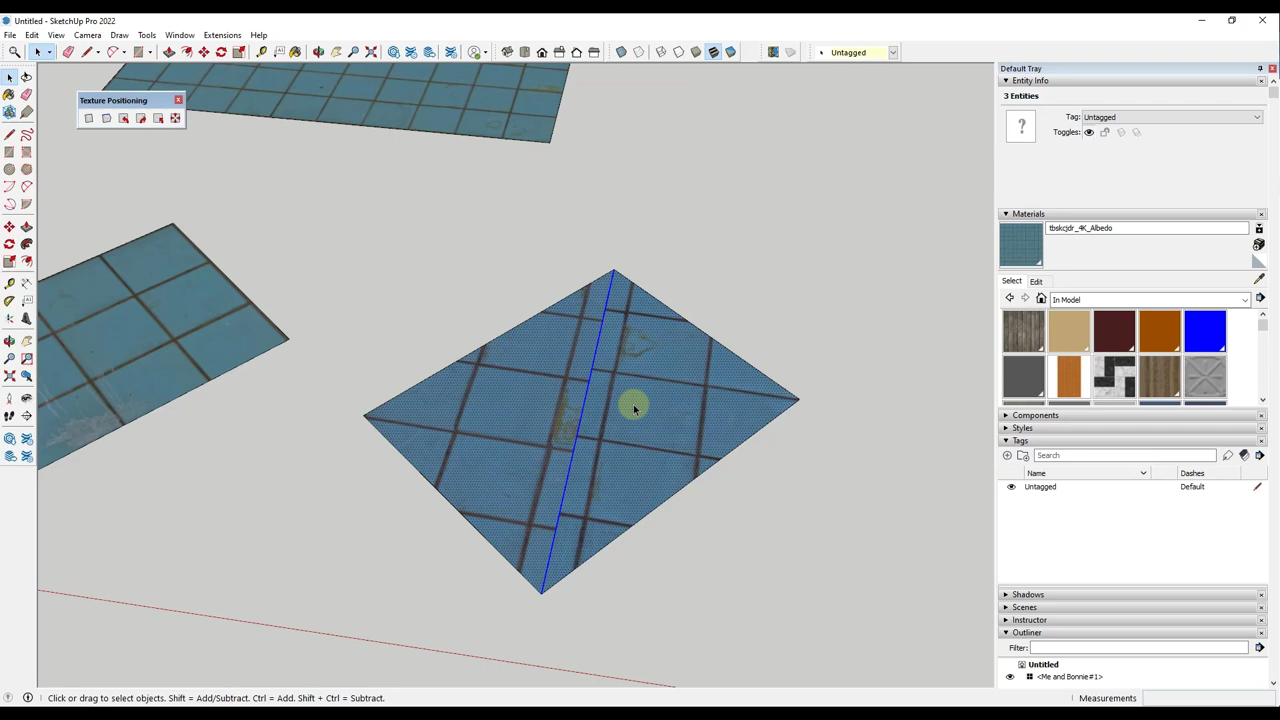 Untitled - SketchUp Pro 2022
File Edit View Camera Draw Tools Window Extensions Help
Untagged
Default Tray
Entity Info
3 Entities
Tag: Untagged
Toggles:
Texture Positioning
Materials
tbskcjdr_4K_Albedo
Select Edit
In Model
Components
Styles
Tags
Search
Name Dashes
Untagged Default
Shadows
Scenes
Instructor
Outliner
Filter:
Untitled
<Me and Bonnie#1>
Click or drag to select objects. Shift = Add/Subtract. Ctrl = Add. Shift + Ctrl = Subtract.
Measurements